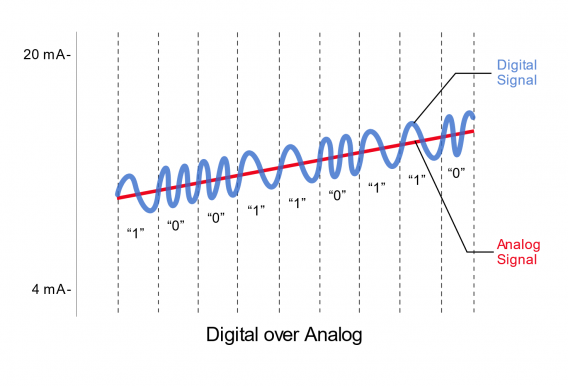 20 mA-
Digital
Signal
“1”
“0”
“0”
“1”
“1”
“0”
“1”
“1”
“0”
Analog
Signal
4 mA-
Digital over Analog